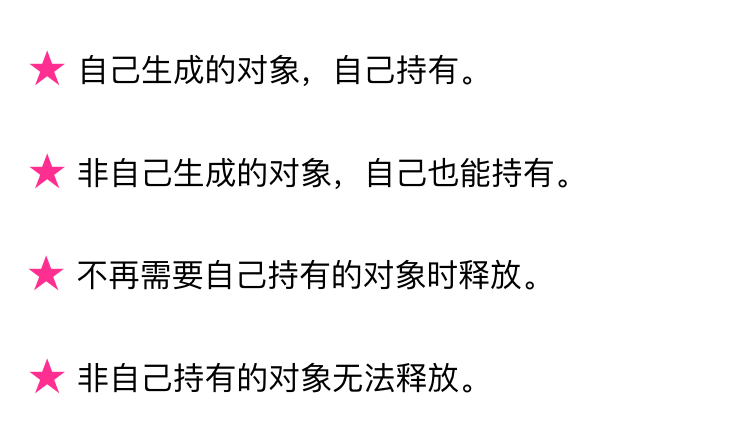 ★ 自己生成的对象，自己持有。
★ 非自己生成的对象，自己也能持有。
★ 不再需要自己持有的对象时释放。
★ 非自己持有的对象无法释放。